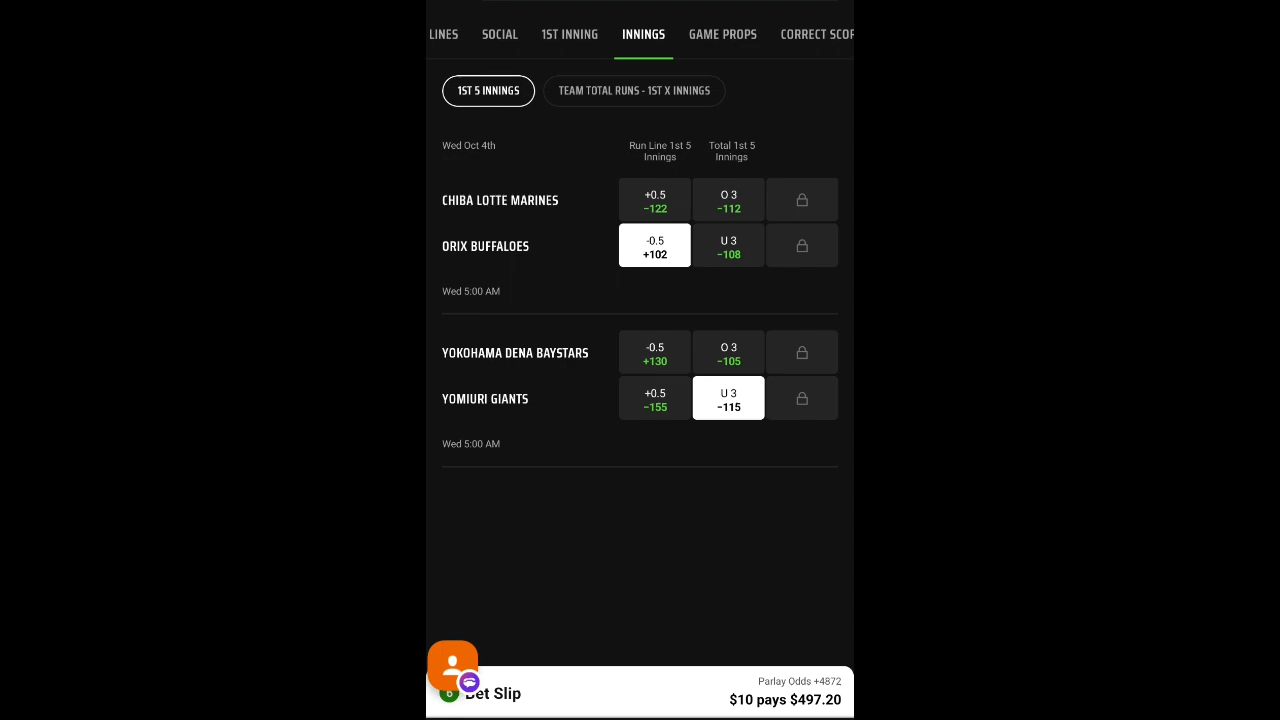 LINES SOCIAL 1ST INNING INNINGS GAME PROPS CORRECT SCOR
1ST 5 INNINGS TEAM TOTAL RUNS - 1ST X INNINGS
Wed Oct 4th Run Line 1st 5 Total 1st 5
Innings Innings
+0.5 O 3
CHIBA LOTTE MARINES
−122 −112
-0.5 U 3
ORIX BUFFALOES
+102 −108
Wed 5:00 AM
-0.5 O 3
YOKOHAMA DENA BAYSTARS
+130 −105
+0.5 U 3
YOMIURI GIANTS
−155 −115
Wed 5:00 AM
Parlay Odds +4872
6 Bet Slip
$10 pays $497.20